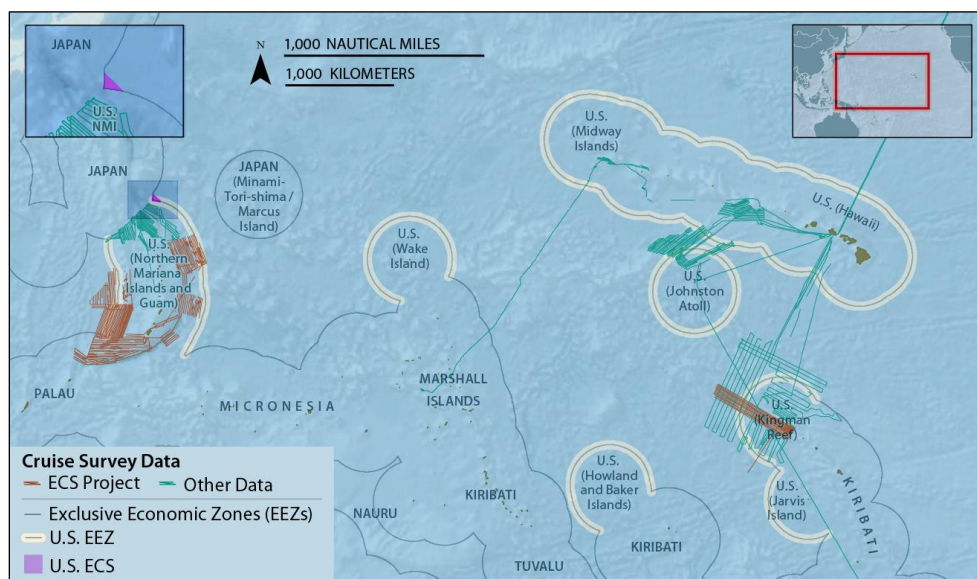 JAPAN
U.S.
NMI
N
1,000 NAUTICAL MILES
1,000 KILOMETERS
U.S.
(Midway
Islands)
JAPAN
JAPAN
(Minami-
Tori-shima /
Marcus
Island)
U.S. (Hawaii)
U.S.
(Northern
Mariana
Islands and
Guam)
U.S.
(Wake
Island)
U.S.
(Johnston
Atoll)
PALAU
MICRONESIA
MARSHALL
ISLANDS
U.S.
(Kingman
Reef)
NAURU
KIRIBATI
U.S.
(Howland
and Baker
Islands)
U.S.
(Jarvis
Island)
KIRIBATI
TUVALU
KIRIBATI
Cruise Survey Data
ECS Project
Other Data
Exclusive Economic Zones (EEZs)
U.S. EEZ
U.S. ECS